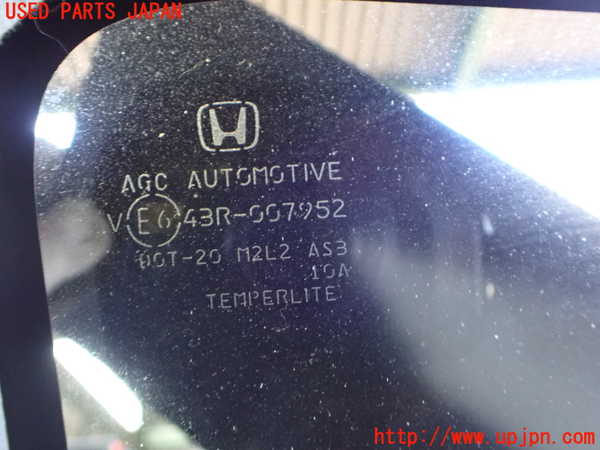 USED PARTS JAPAN
AGC AUTOMOTIVE
V E6 43R-007952
DOT-20 M2L2 AS3
10A
TEMPERLITE
http://www.upjpn.com/